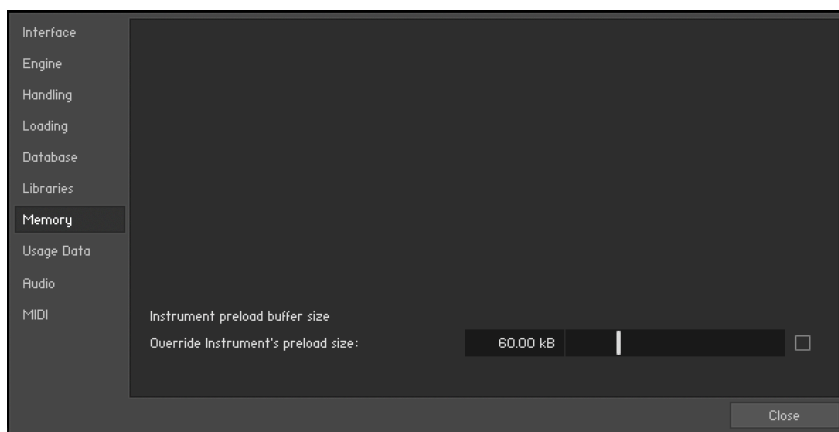 Interface
Engine
Handling
Loading
Database
Libraries
Memory
Usage Data
Audio
MIDI
Instrument preload buffer size
Override Instrument's preload size: 60.00 kB
Close